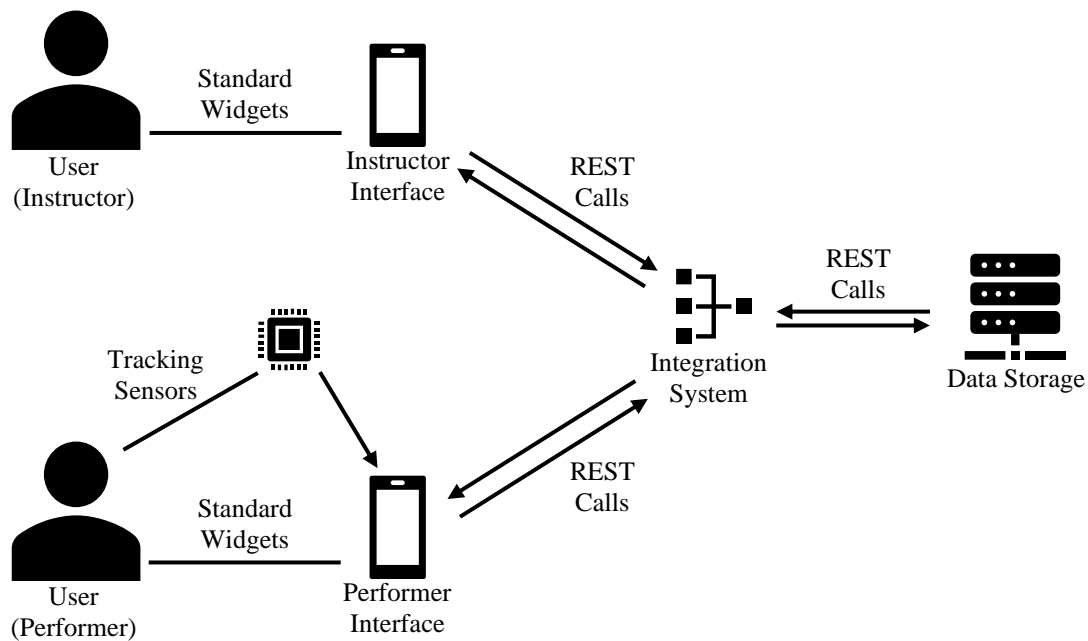 Standard
Widgets
User
(Instructor)
Instructor
Interface
REST
Calls
REST
Calls
Integration
System
Data Storage
Tracking
Sensors
Standard
Widgets
REST
Calls
User
(Performer)
Performer
Interface